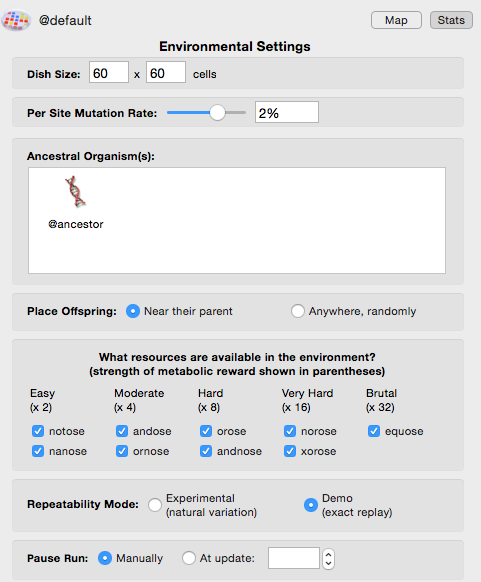 @default
Map
Stats
Environmental Settings
Dish Size: 60 x 60 cells
Per Site Mutation Rate: 2%
Ancestral Organism(s):
@ancestor
Place Offspring: Near their parent Anywhere, randomly
What resources are available in the environment?
(strength of metabolic reward shown in parentheses)
Easy Moderate Hard Very Hard Brutal
(x 2) (x 4) (x 8) (x 16) (x 32)
notose andose orose norose equose
nanose ornose andnose xorose
Repeatability Mode: Experimental Demo
(natural variation) (exact replay)
Pause Run: Manually At update: